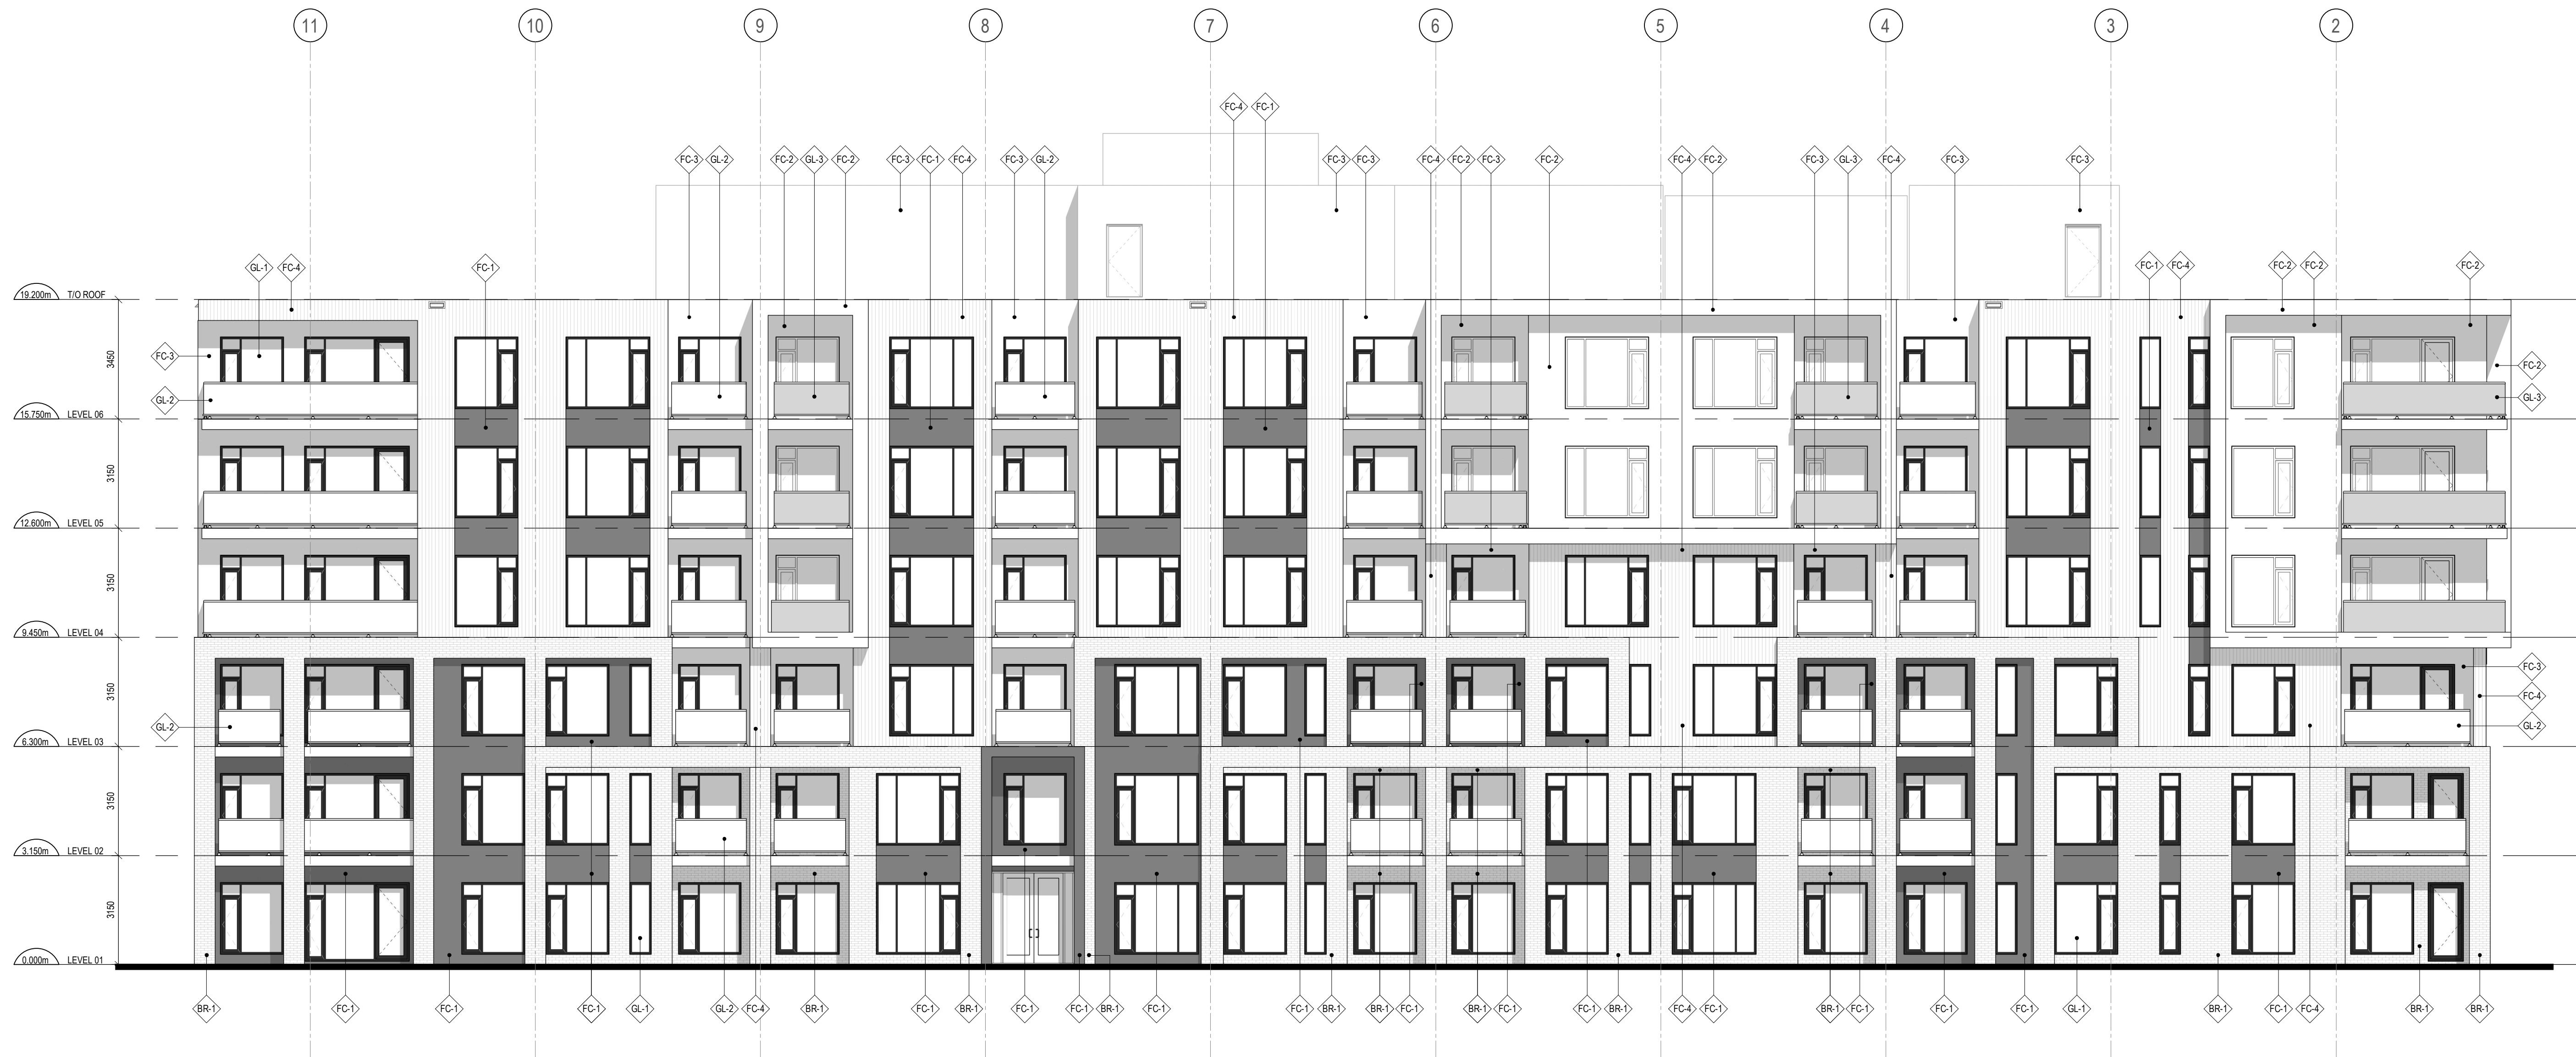 11 10 9 8 7 6 5 4 3 2
FC-4 FC-1
FC-3 GL-2 FC-2 GL-3 FC-2 FC-3 FC-1 FC-4 FC-3 GL-2 FC-3 FC-3 FC-4 FC-2 FC-3 FC-2 FC-4 FC-2 FC-3 GL-3 FC-4 FC-3 FC-3
GL-1 FC-4 FC-1 FC-1 FC-4 FC-2 FC-2 FC-2
19.200m T/O ROOF
3450
FC-3
FC-2
GL-2
GL-3
15.750m LEVEL 06
3150
12.600m LEVEL 05
3150
9.450m LEVEL 04
3150
FC-3
FC-4
GL-2
GL-2
6.300m LEVEL 03
3150
3.150m LEVEL 02
3150
0.000m LEVEL 01
BR-1 FC-1 FC-1 FC-1 GL-1 GL-2 FC-4 BR-1 FC-1 BR-1 FC-1 FC-1 BR-1 FC-1 FC-1 BR-1 BR-1 FC-1 BR-1 FC-1 FC-1 BR-1 FC-4 FC-1 BR-1 FC-1 FC-1 FC-1 GL-1 BR-1 FC-1 FC-4 BR-1 BR-1